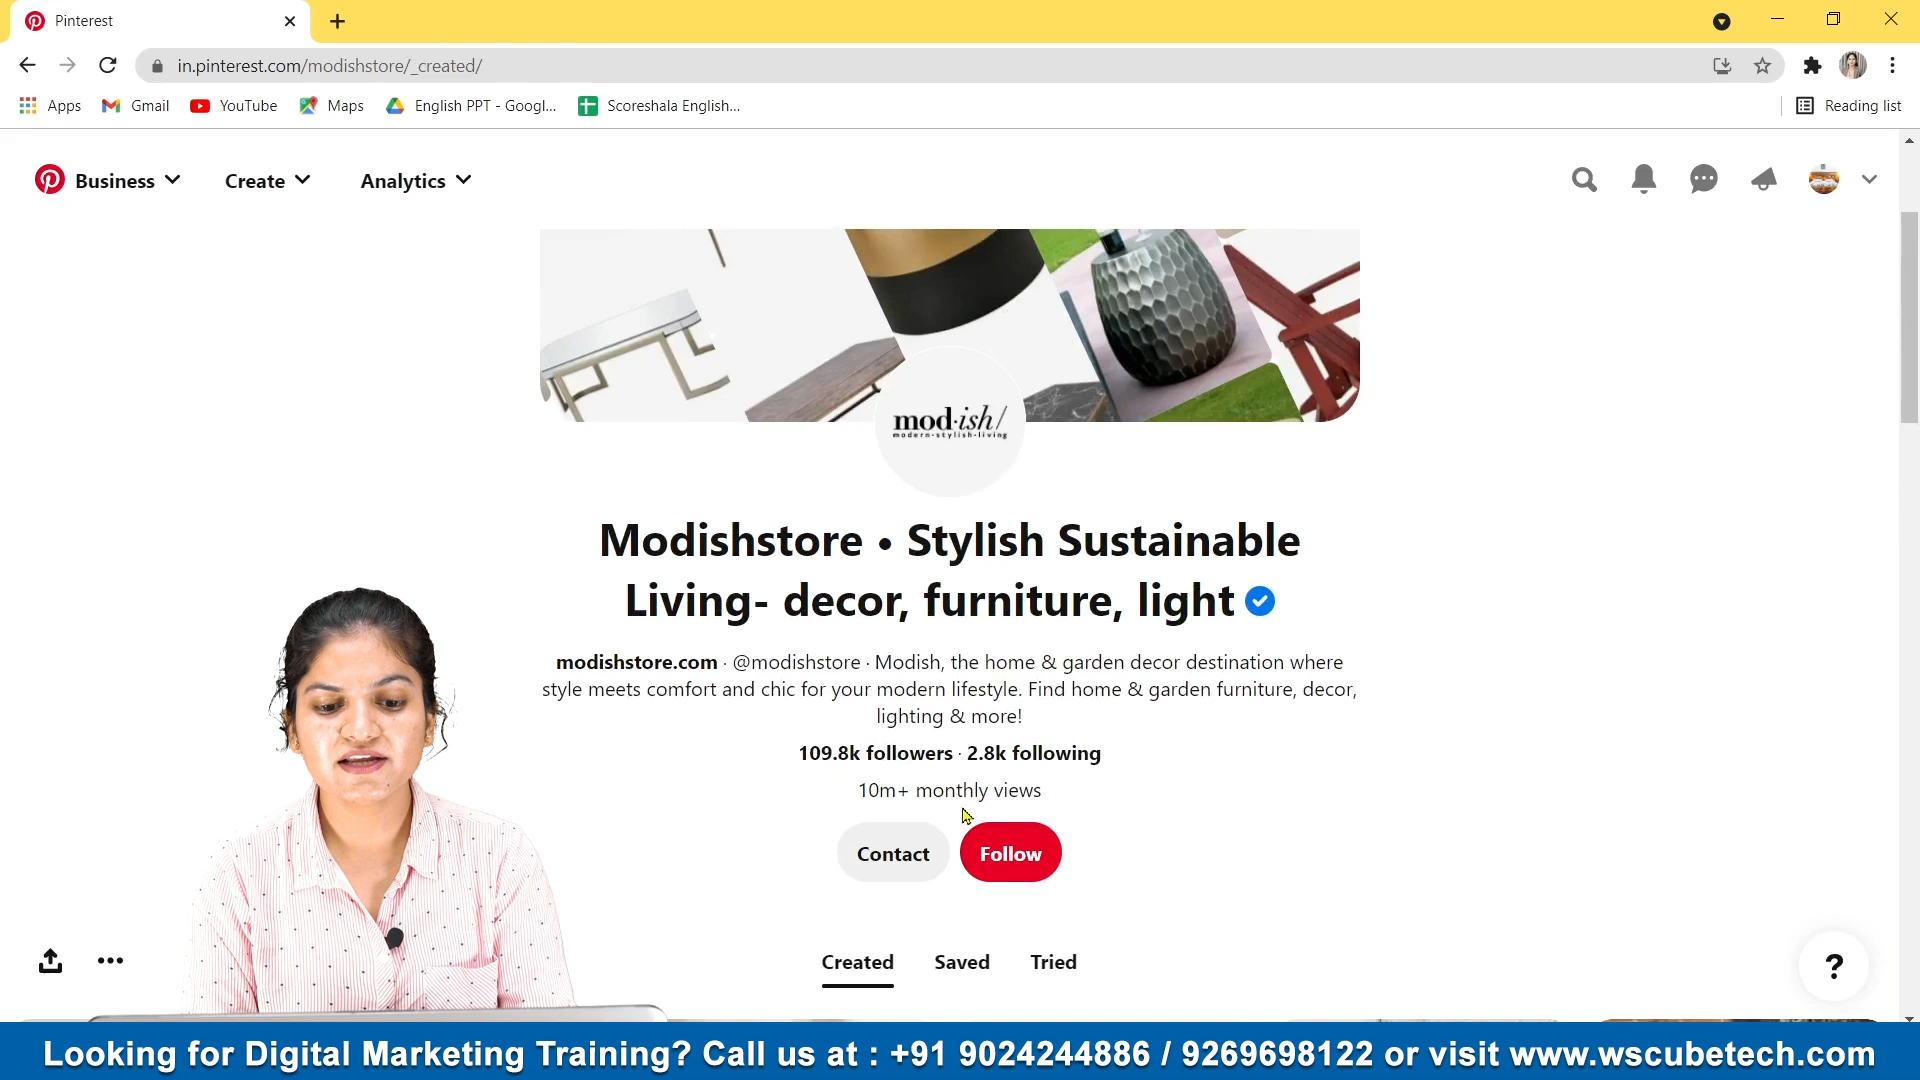 Pinterest
in.pinterest.com/modishstore/_created/
Apps Gmail YouTube Maps English PPT - Googl... Scoreshala English... Reading list
Business Create Analytics
mod·ish/
modern-stylish-living
Modishstore • Stylish Sustainable
Living- decor, furniture, light
modishstore.com · @modishstore · Modish, the home & garden decor destination where
style meets comfort and chic for your modern lifestyle. Find home & garden furniture, decor,
lighting & more!
109.8k followers · 2.8k following
10m+ monthly views
Contact Follow
Created Saved Tried
?
Looking for Digital Marketing Training? Call us at : +91 9024244886 / 9269698122 or visit www.wscubetech.com